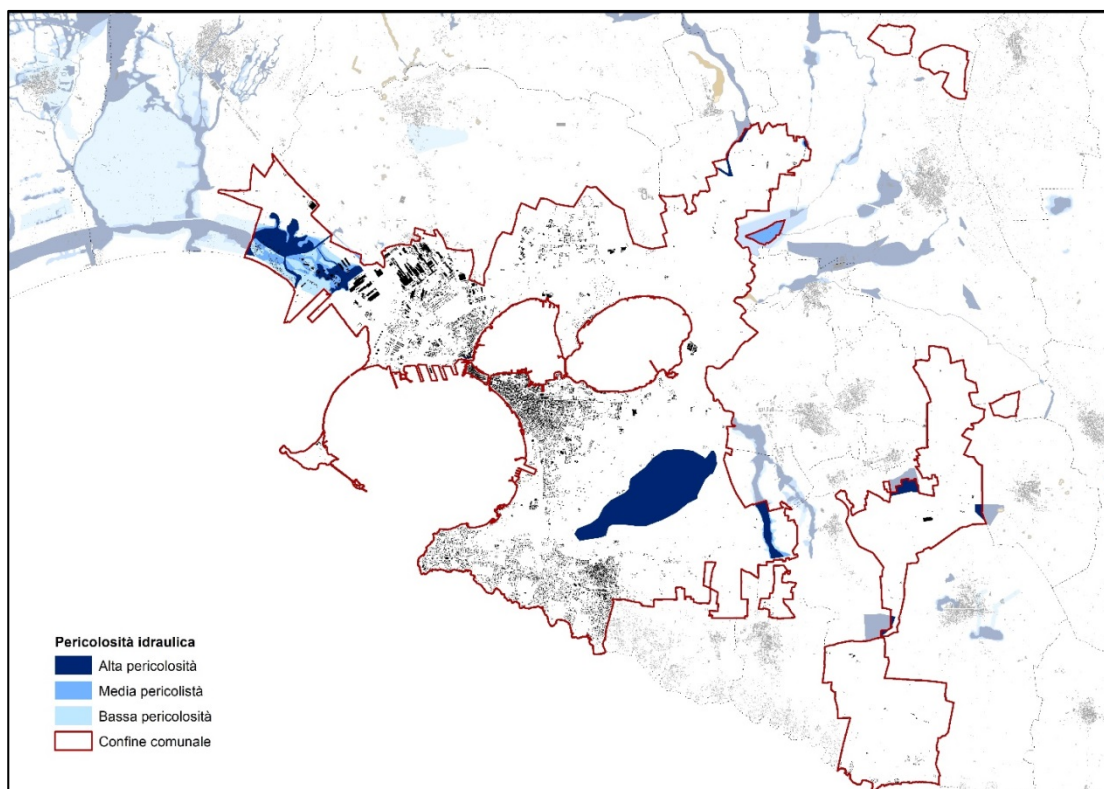 Pericolosità idraulica
Alta pericolosità
Media pericolistà
Bassa pericolosità
Confine comunale